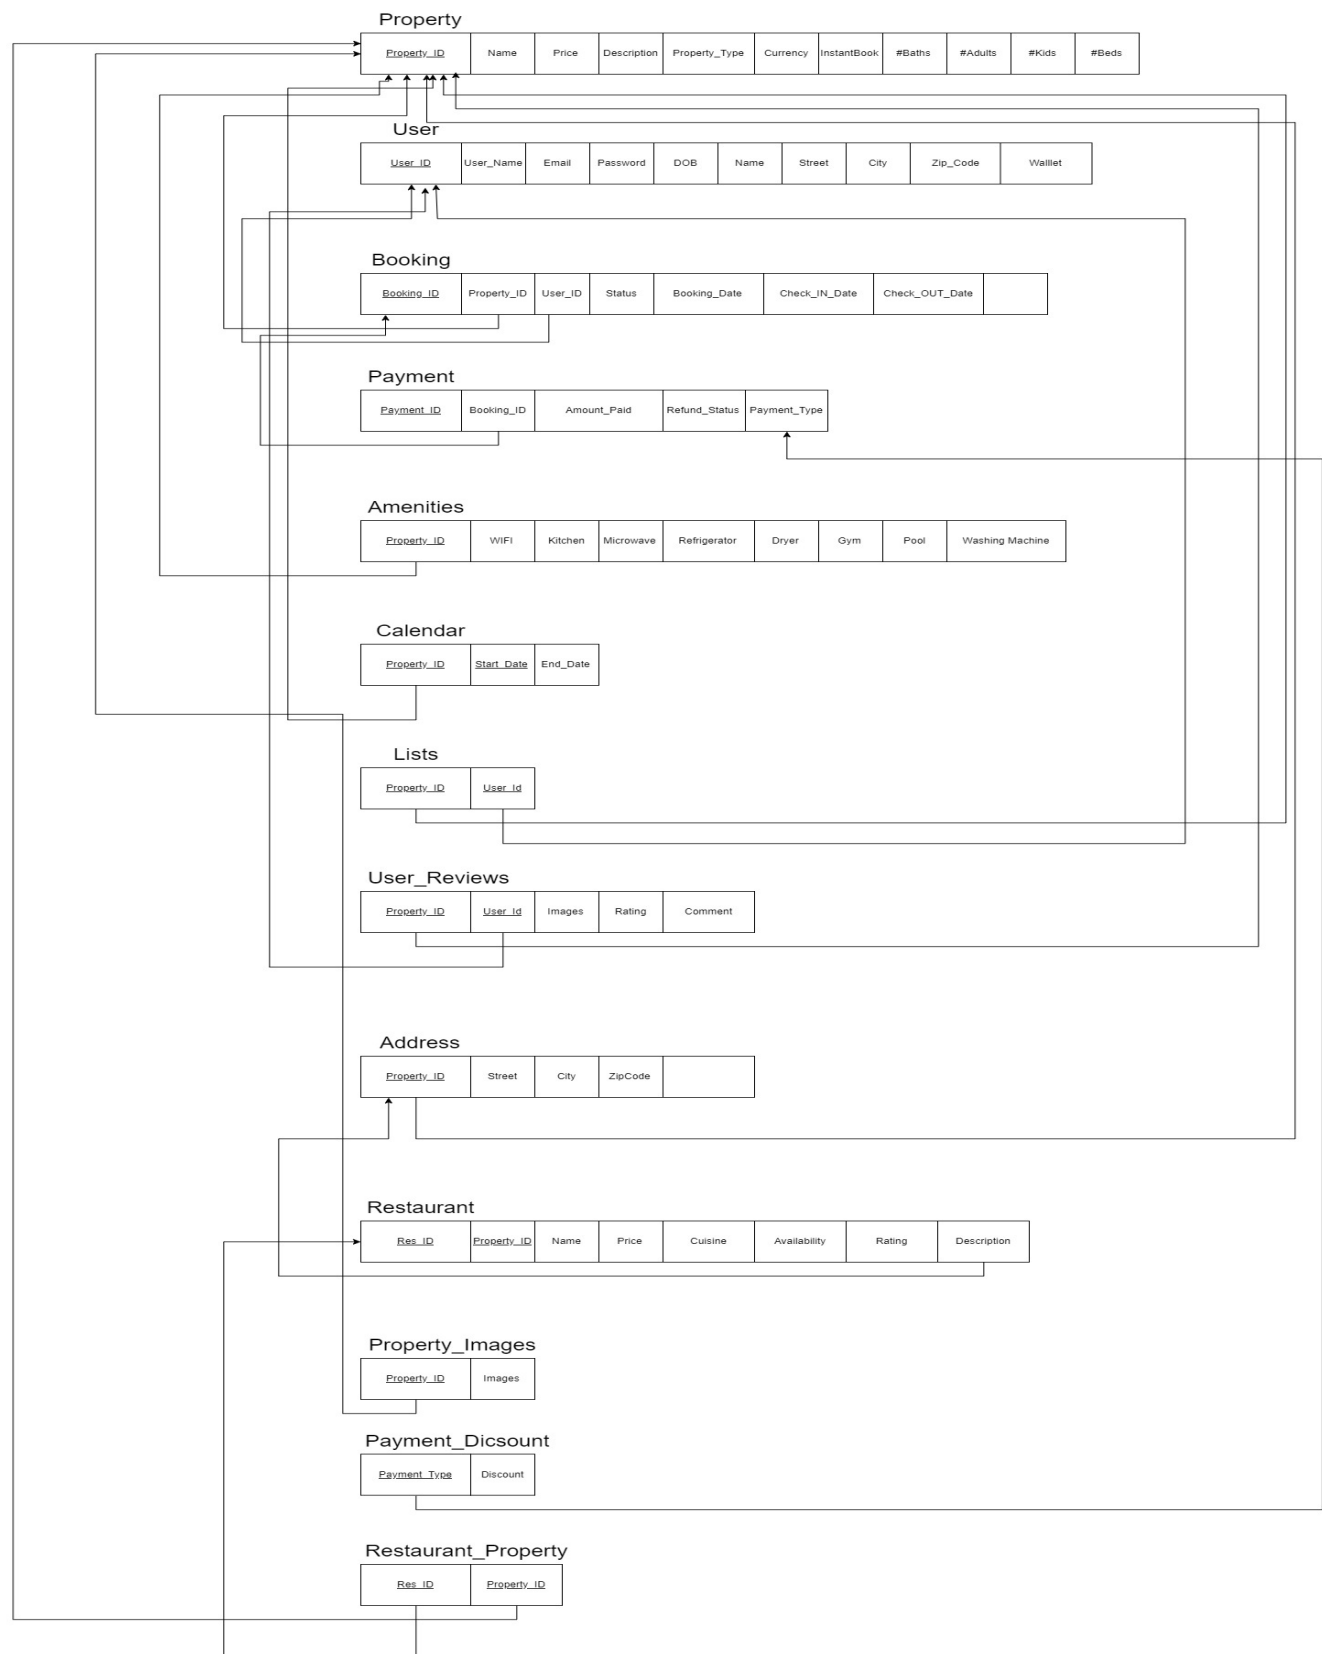 Property
Property_ID Name Price Description Property_Type Currency InstantBook #Baths #Adults #Kids #Beds
User
User_ID User_Name Email Password DOB Name Street City Zip_Code Walllet
Booking
Booking_ID Property_ID User_ID Status Booking_Date Check_IN_Date Check_OUT_Date
Payment
Payment_ID Booking_ID Amount_Paid Refund_Status Payment_Type
Amenities
Property_ID WIFI Kitchen Microwave Refrigerator Dryer Gym Pool Washing Machine
Calendar
Property_ID Start_Date End_Date
Lists
Property_ID User_Id
User_Reviews
Property_ID User_Id Images Rating Comment
Address
Property_ID Street City ZipCode
Restaurant
Res_ID Property_ID Name Price Cuisine Availability Rating Description
Property_Images
Property_ID Images
Payment_Dicsount
Payment_Type Discount
Restaurant_Property
Res_ID Property_ID